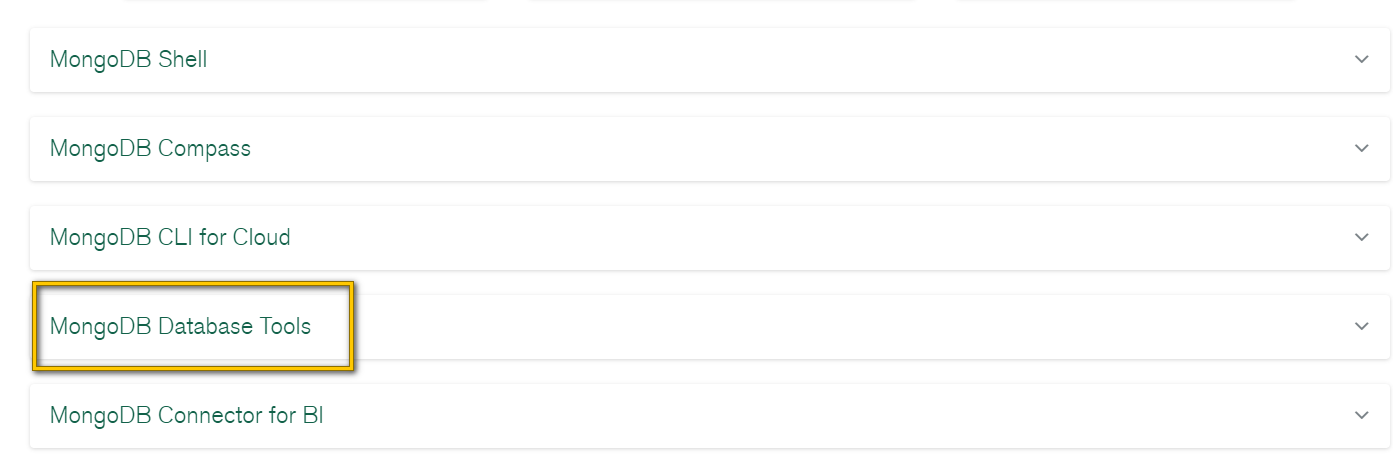 MongoDB Shell
MongoDB Compass
MongoDB CLI for Cloud
MongoDB Database Tools
MongoDB Connector for BI